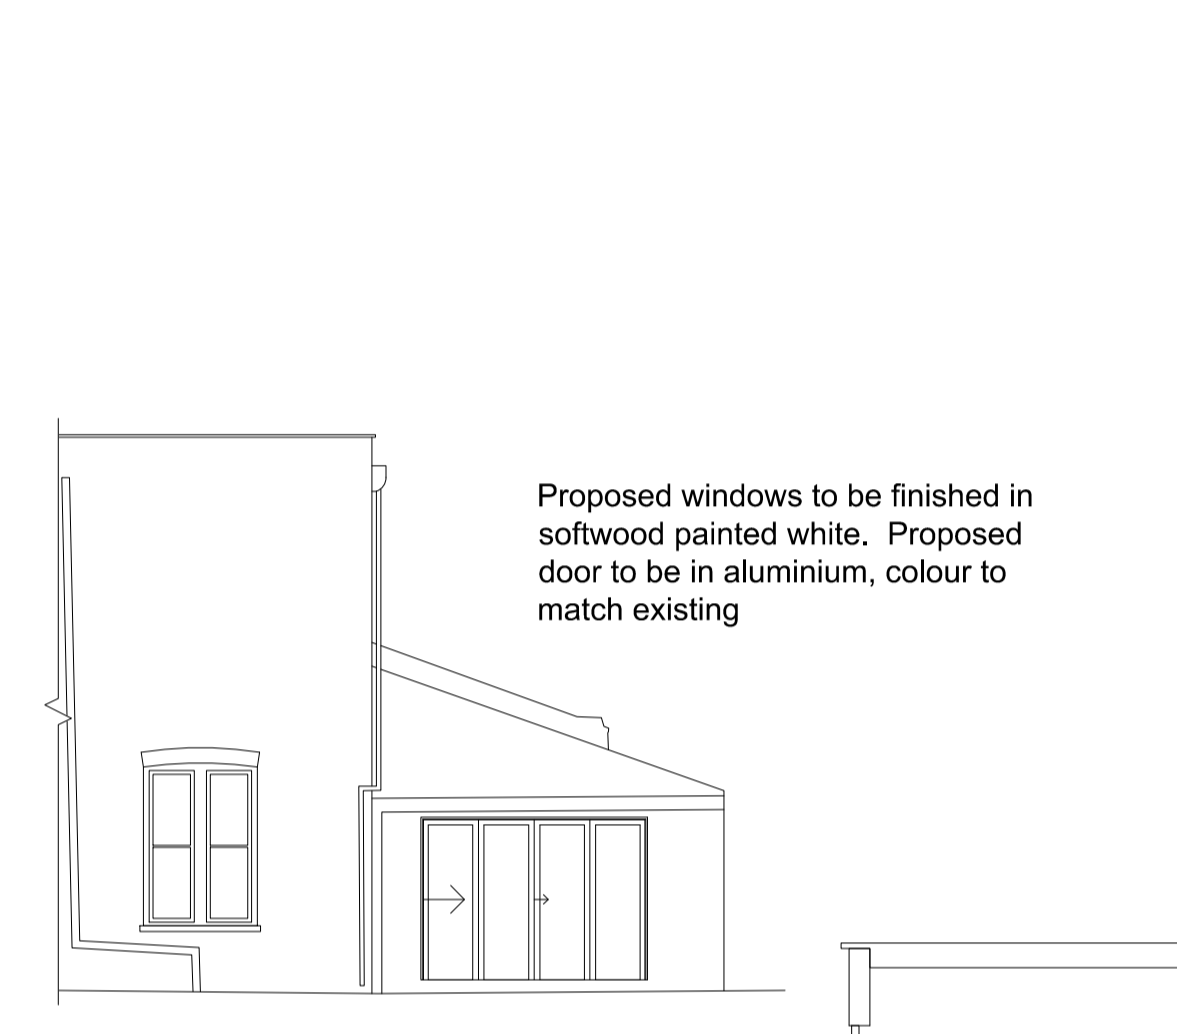 Proposed windows to be finished in
softwood painted white.  Proposed
door to be in aluminium, colour to
match existing